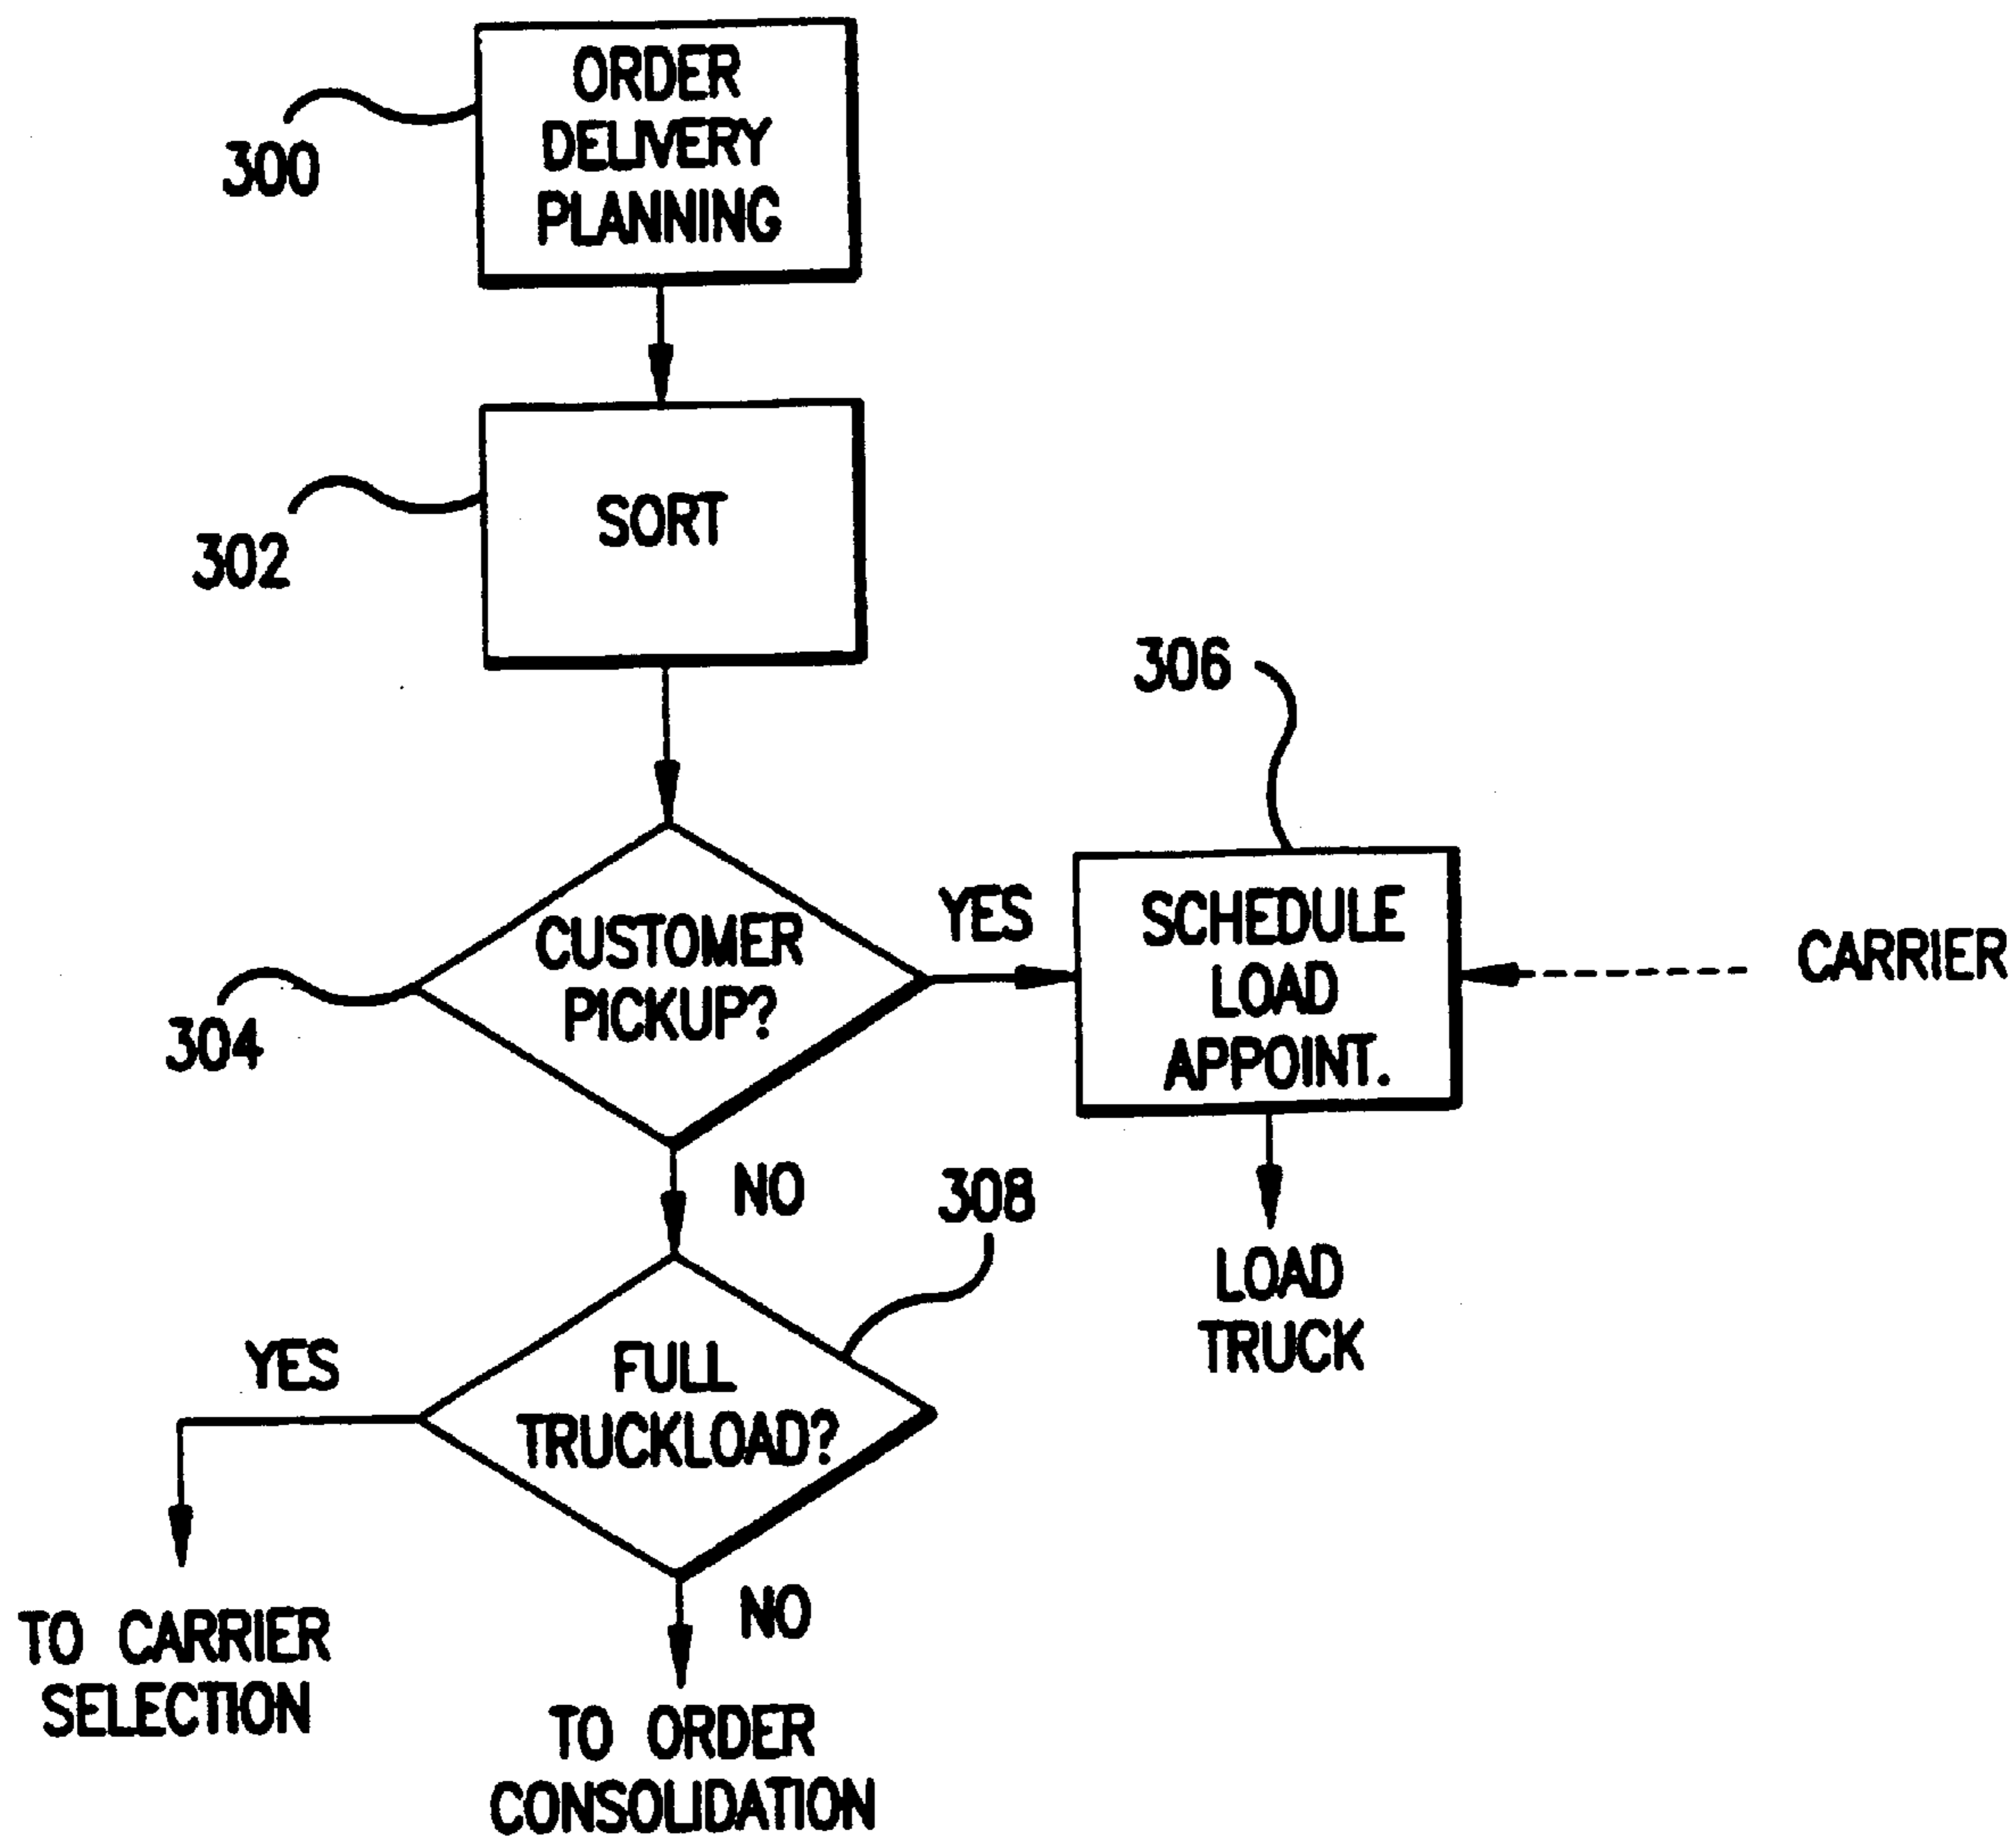 ORDER
DELIVERY
PLANNING
300
SORT
302
306
CUSTOMER
PICKUP?
304
YES
SCHEDULE
LOAD
APPOINT.
CARRIER
NO
308
LOAD
TRUCK
FULL
TRUCKLOAD?
YES
NO
TO CARRIER
SELECTION
TO ORDER
CONSOLIDATION